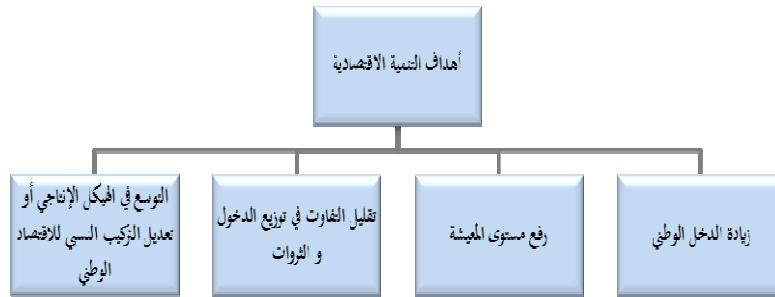 أهداف التنمية الاقتصادية
زيادة الدخل الوطني
رفع مستوى المعيشة
تقليل التفاوت في توزيع الدخول
و الثروات
التوسع في الهيكل الإنتاجي أو
تعديل التركيب النسبي للاقتصاد
الوطني